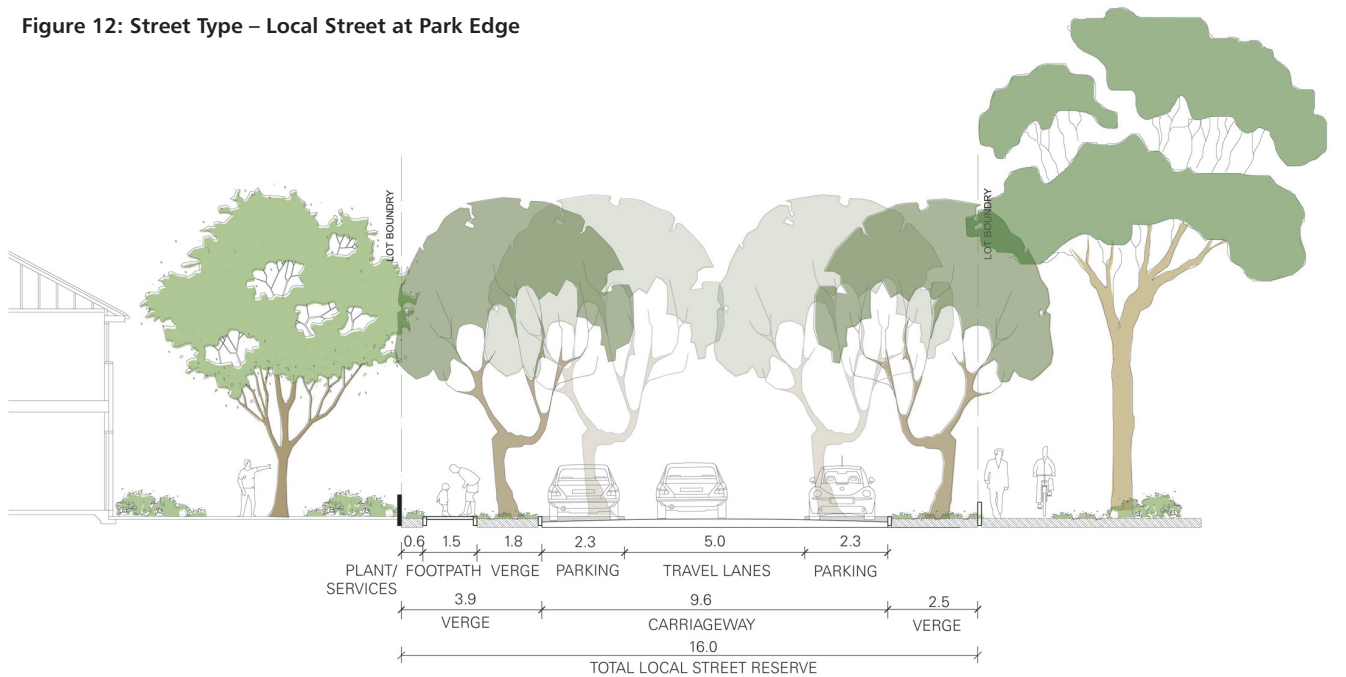 Figure 12: Street Type – Local Street at Park Edge
LOT BOUNDRY
LOT BOUNDRY
0.6 1.5 1.8 2.3 5.0 2.3
PLANT/ FOOTPATH VERGE PARKING TRAVEL LANES PARKING
SERVICES
3.9 9.6 2.5
VERGE CARRIAGEWAY VERGE
16.0
TOTAL LOCAL STREET RESERVE